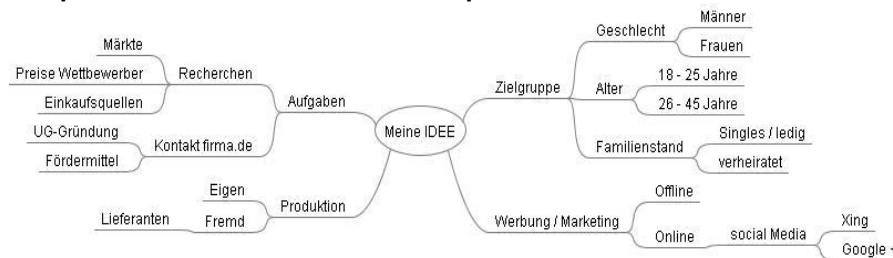 Meine IDEE
Aufgaben
Recherchen
Märkte
Preise Wettbewerber
Einkaufsquellen
Kontakt firma.de
UG-Gründung
Fördermittel
Produktion
Eigen
Fremd
Lieferanten
Zielgruppe
Geschlecht
Männer
Frauen
Alter
18 - 25 Jahre
26 - 45 Jahre
Familienstand
Singles / ledig
verheiratet
Werbung / Marketing
Offline
Online
social Media
Xing
Google